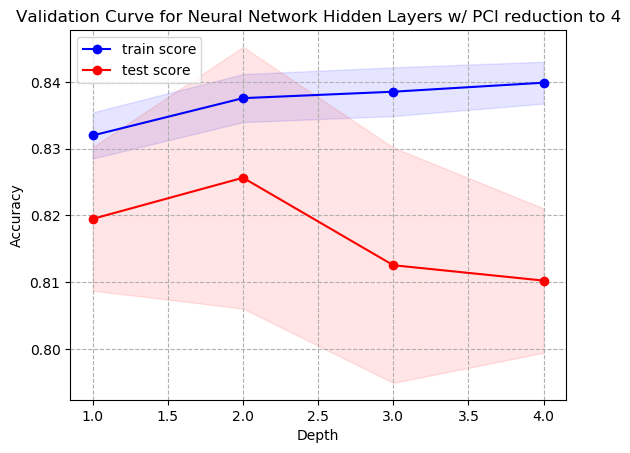 Validation Curve for Neural Network Hidden Layers w/ PCI reduction to 4
train score
test score
0.84
0.83
0.82
0.81
0.80
Accuracy
1.0 1.5 2.0 2.5 3.0 3.5 4.0
Depth